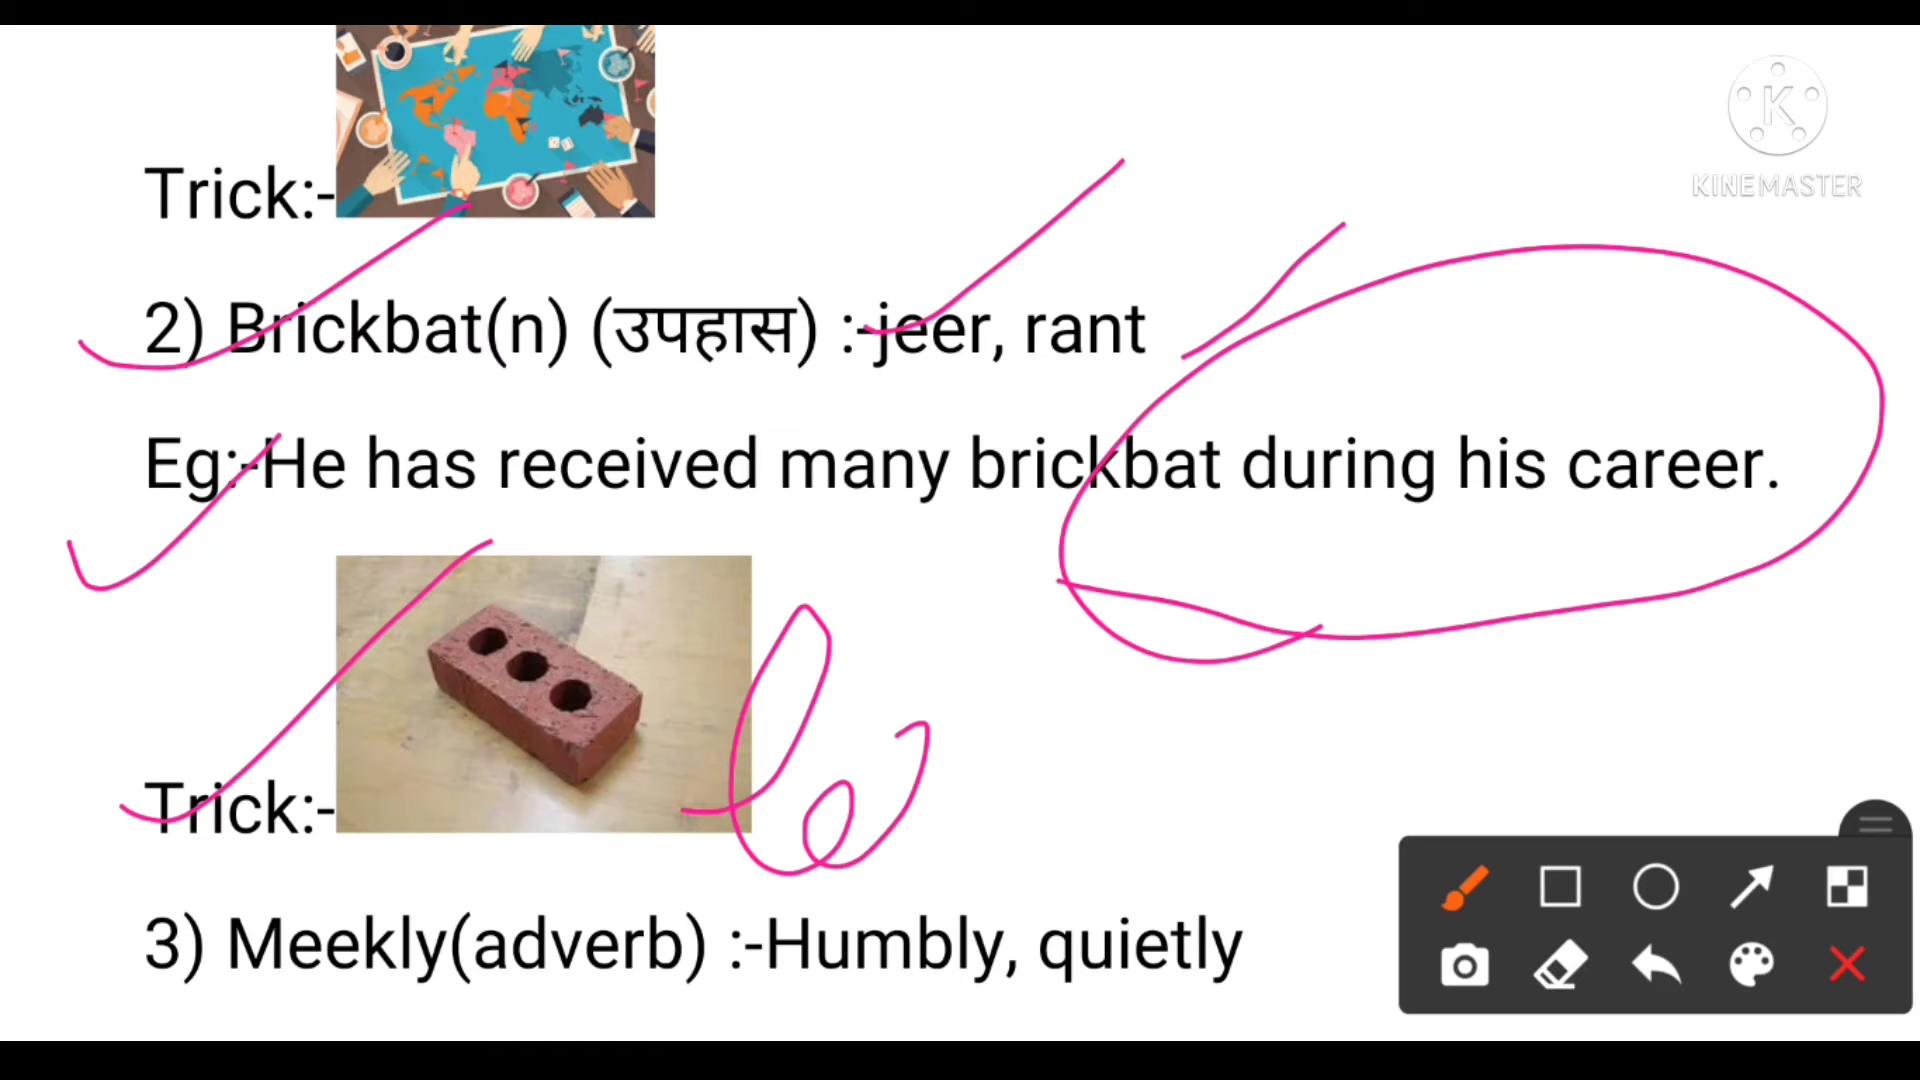 KINEMASTER
Trick:-
2) Brickbat(n) (उपहास) :-jeer, rant
Eg:-He has received many brickbat during his career.
Trick:-
3) Meekly(adverb) :-Humbly, quietly